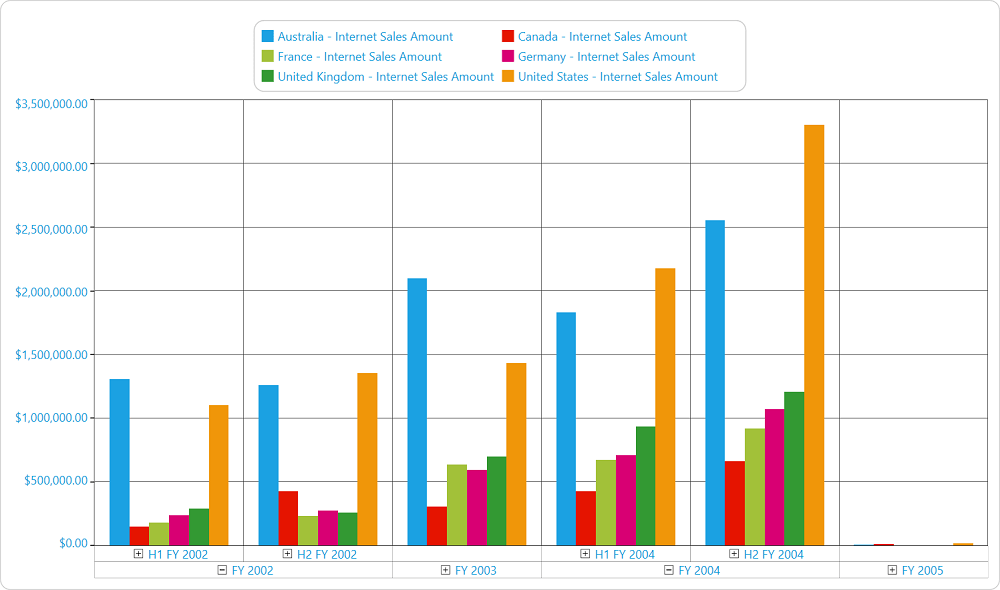 Australia - Internet Sales Amount Canada - Internet Sales Amount
France - Internet Sales Amount Germany - Internet Sales Amount
United Kingdom - Internet Sales Amount United States - Internet Sales Amount
$3,500,000.00
$3,000,000.00
$2,500,000.00
$2,000,000.00
$1,500,000.00
$1,000,000.00
$500,000.00
$0.00
H1 FY 2002 H2 FY 2002 H1 FY 2004 H2 FY 2004
FY 2002 FY 2003 FY 2004 FY 2005